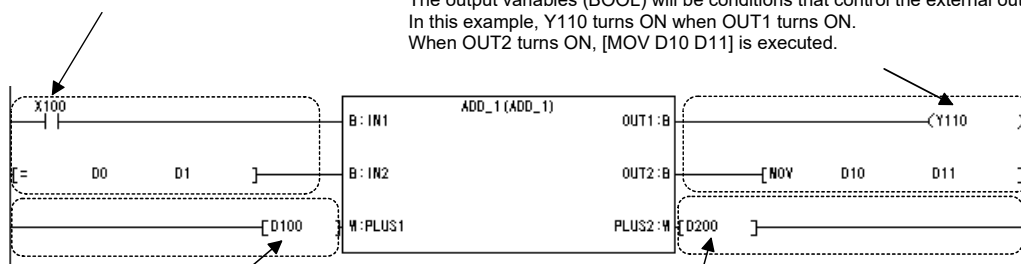 The output variables (BOOL) will be conditions that control the external out
In this example, Y110 turns ON when OUT1 turns ON.
When OUT2 turns ON, [MOV D10 D11] is executed.
X100
ADD_1(ADD_1)
B:IN1
OUT1:B
(Y110 )
[= D0 D1 ]
B:IN2
OUT2:B
[MOV D10 D11 ]
[D100 ]
W:PLUS1
PLUS2:W
[D200 ]